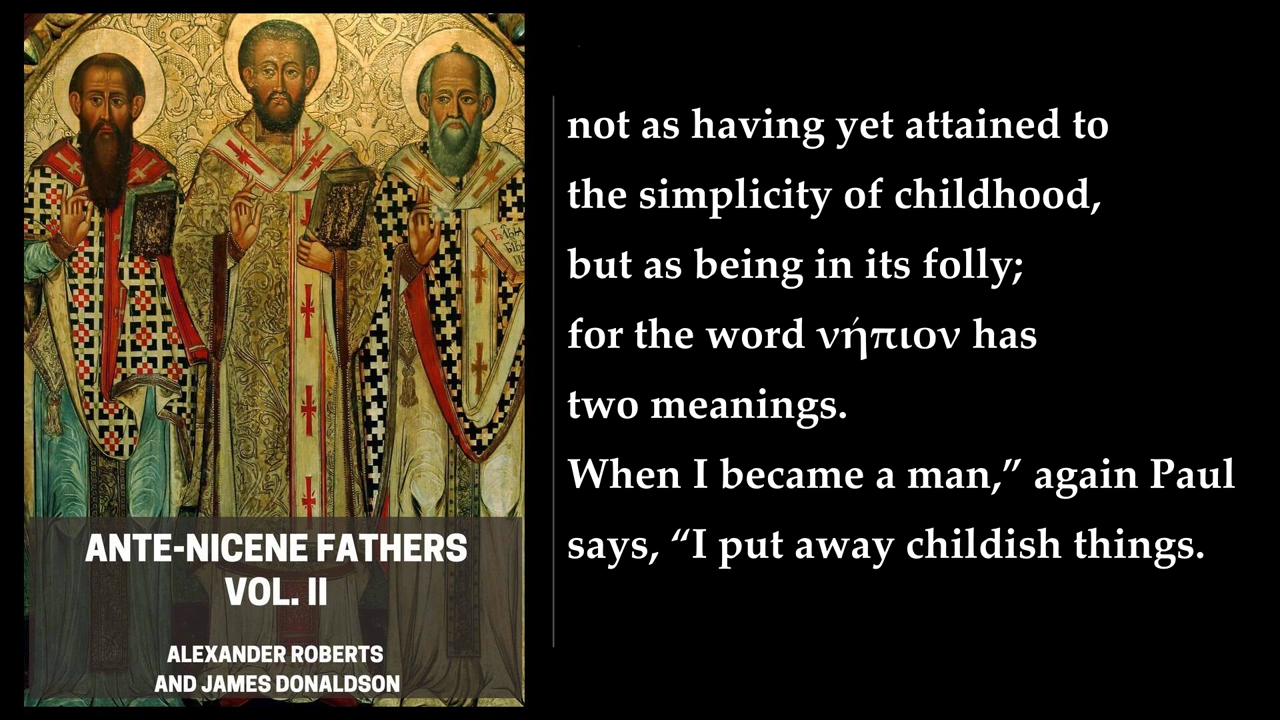 ANTE-NICENE FATHERS
VOL. II
ALEXANDER ROBERTS
AND JAMES DONALDSON
not as having yet attained to
the simplicity of childhood,
but as being in its folly;
for the word νήπιον has
two meanings.
When I became a man,” again Paul
says, “I put away childish things.